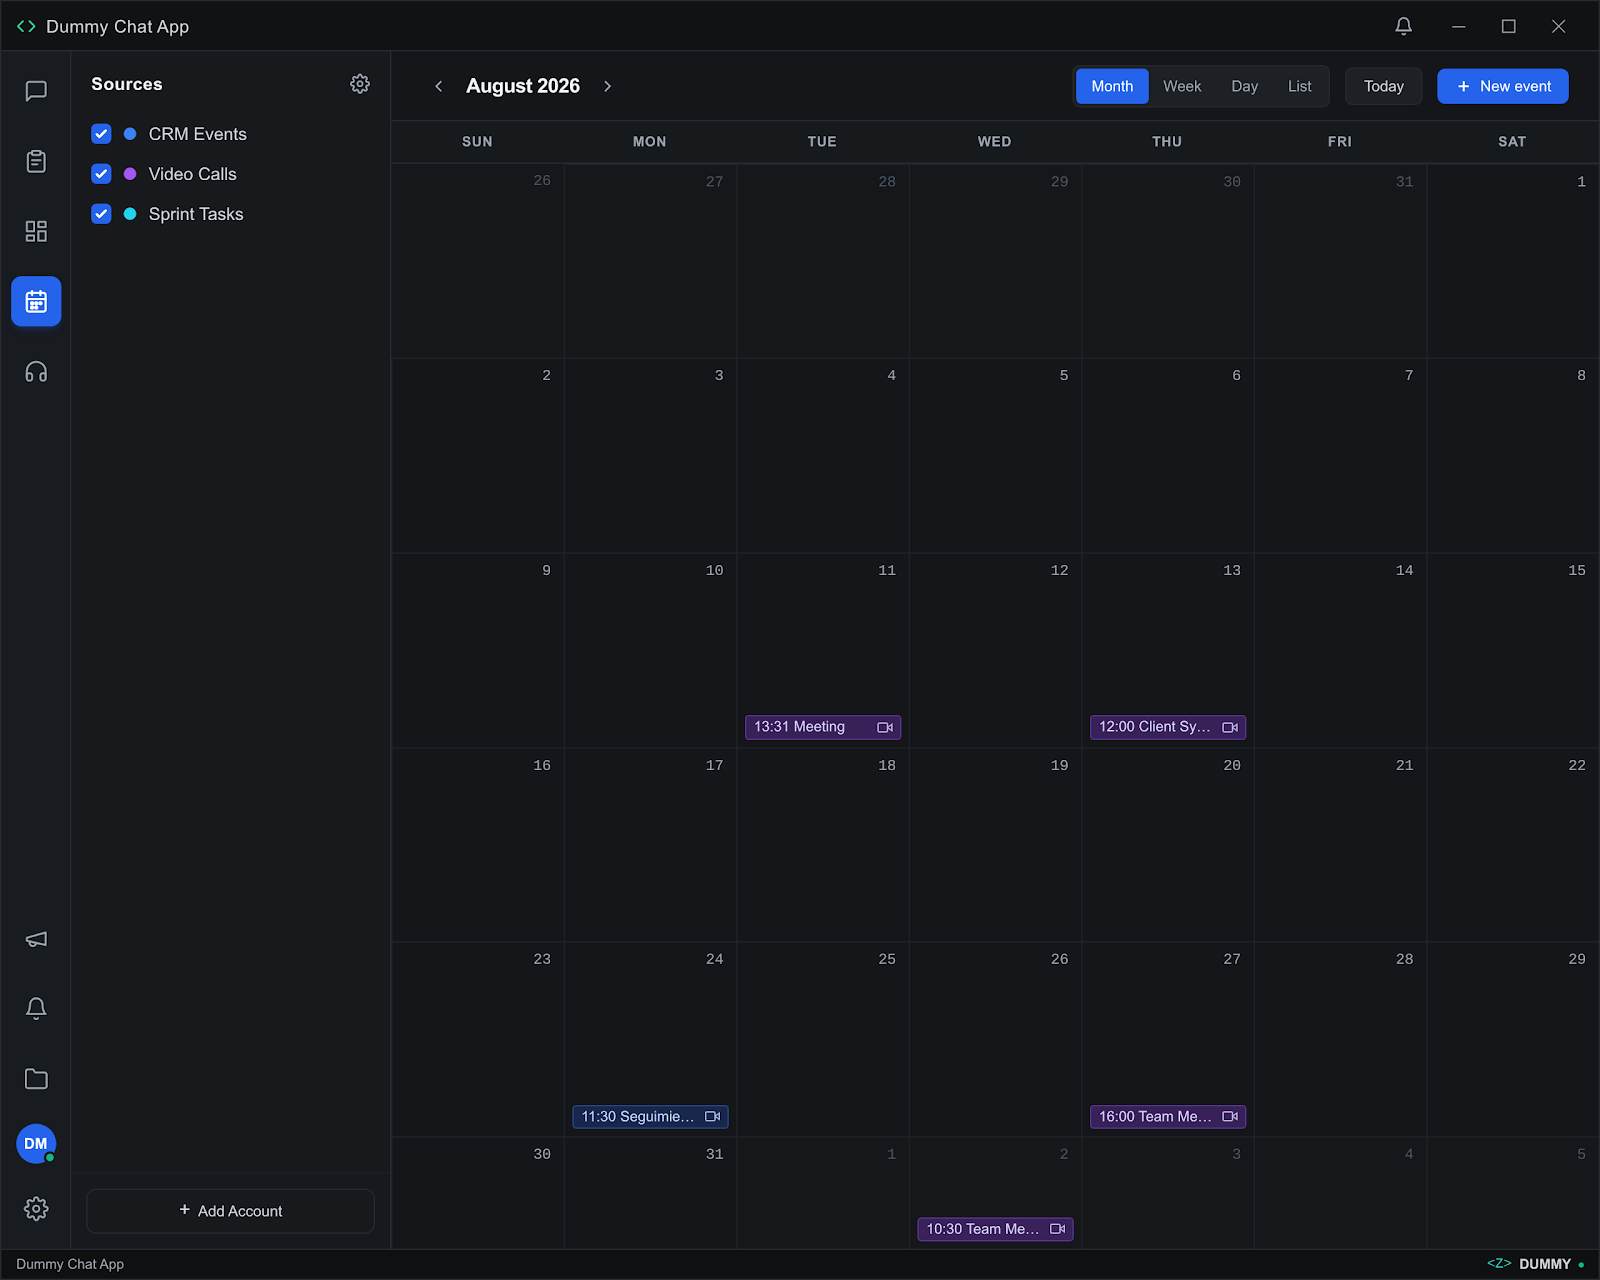 Dummy Chat App
Sources
CRM Events
Video Calls
Sprint Tasks
August 2026
Month Week Day List
Today
+ New event
SUN MON TUE WED THU FRI SAT
26 27 28 29 30 31 1
2 3 4 5 6 7 8
9 10 11 12 13 14 15
13:31 Meeting
12:00 Client Sy...
16 17 18 19 20 21 22
23 24 25 26 27 28 29
11:30 Seguimie...
16:00 Team Me...
30 31 1 2 3 4 5
10:30 Team Me...
DM
+ Add Account
Dummy Chat App
<Z> DUMMY